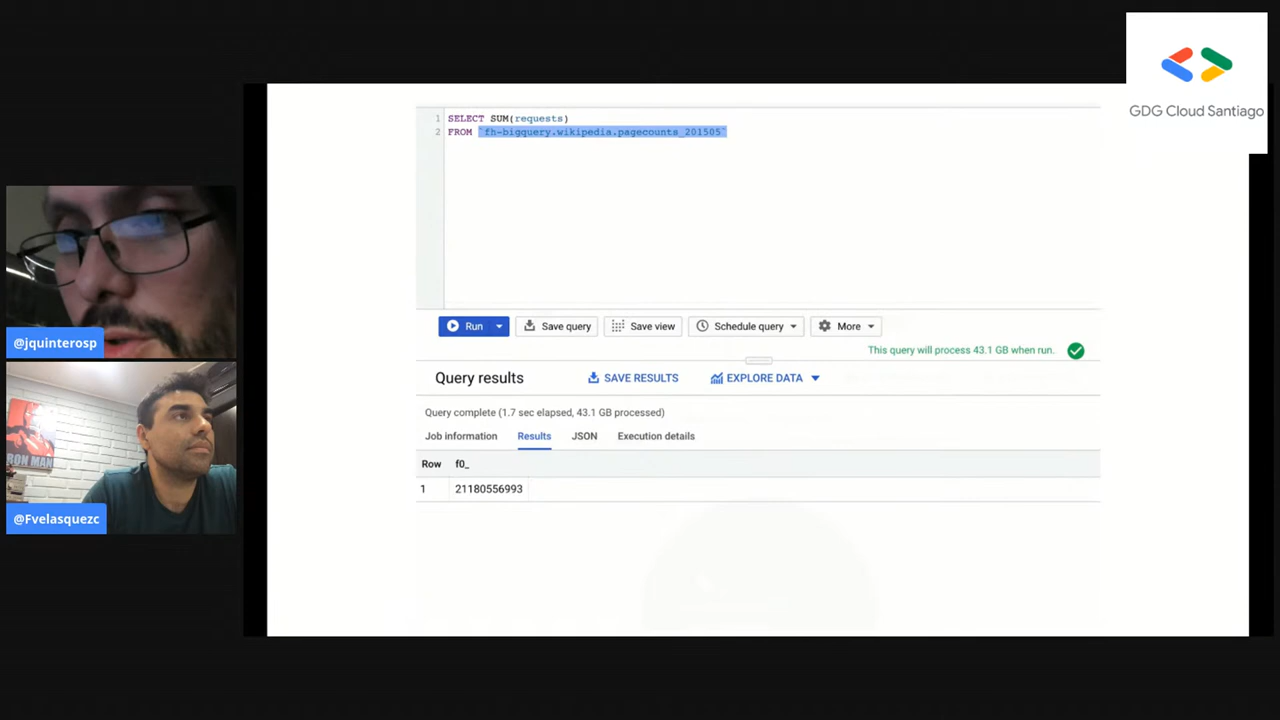 GDG Cloud Santiago
1 SELECT SUM(requests)
2 FROM `fh-bigquery.wikipedia.pagecounts_201505`
Run
Save query
Save view
Schedule query
More
This query will process 43.1 GB when run.
Query results
SAVE RESULTS
EXPLORE DATA
Query complete (1.7 sec elapsed, 43.1 GB processed)
Job information
Results
JSON
Execution details
Row f0_
1 21180556993
@jquinterosp
IRON MAN
@Fvelasquezc